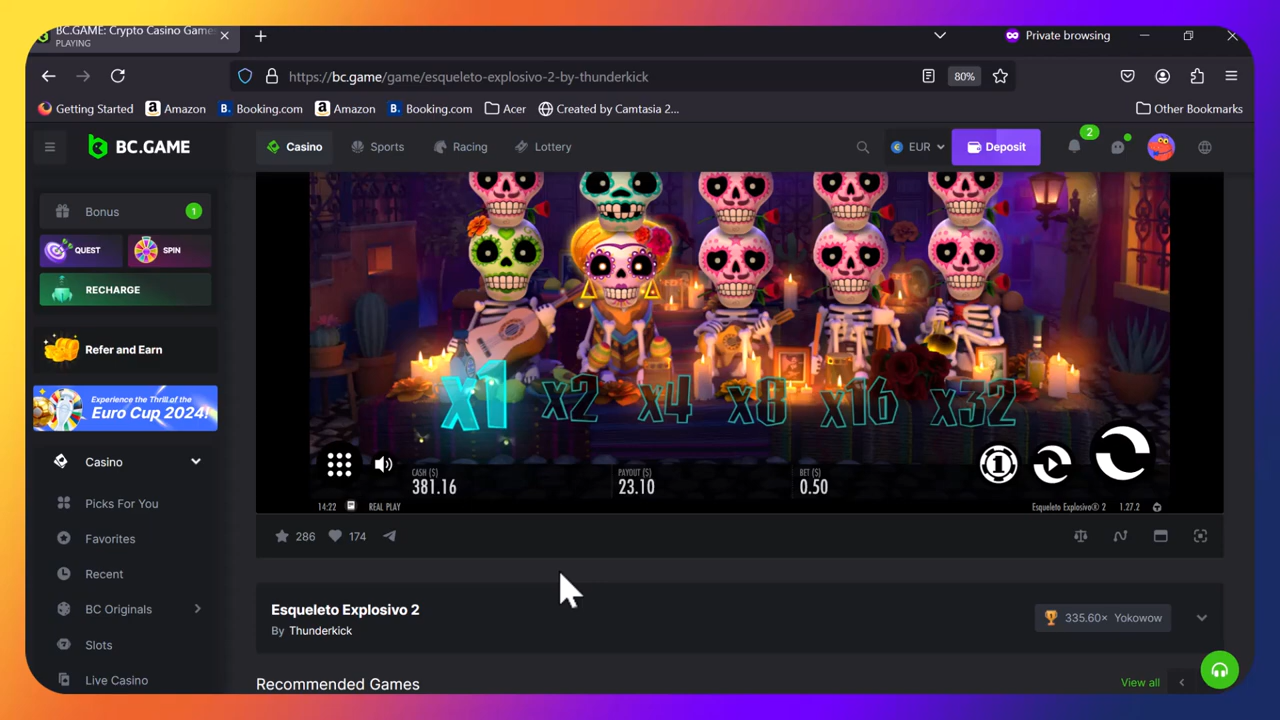 BC.GAME: Crypto Casino Games
PLAYING
Private browsing
https://bc.game/game/esqueleto-explosivo-2-by-thunderkick
80%
Getting Started
Amazon
Booking.com
Amazon
Booking.com
Acer
Created by Camtasia 2...
Other Bookmarks
BC.GAME
Casino
Sports
Racing
Lottery
EUR
Deposit
2
Bonus
1
QUEST
SPIN
RECHARGE
Refer and Earn
Experience the Thrill of the
Euro Cup 2024!
Casino
Picks For You
Favorites
Recent
BC Originals
Slots
Live Casino
x1 x2 x4 x8 x16 x32
CASH ($)
381.16
PAYOUT ($)
23.10
BET ($)
0.50
1
14:22
REAL PLAY
Esqueleto Explosivo® 2
1.27.2
286
174
Esqueleto Explosivo 2
By Thunderkick
335.60× Yokowow
Recommended Games
View all